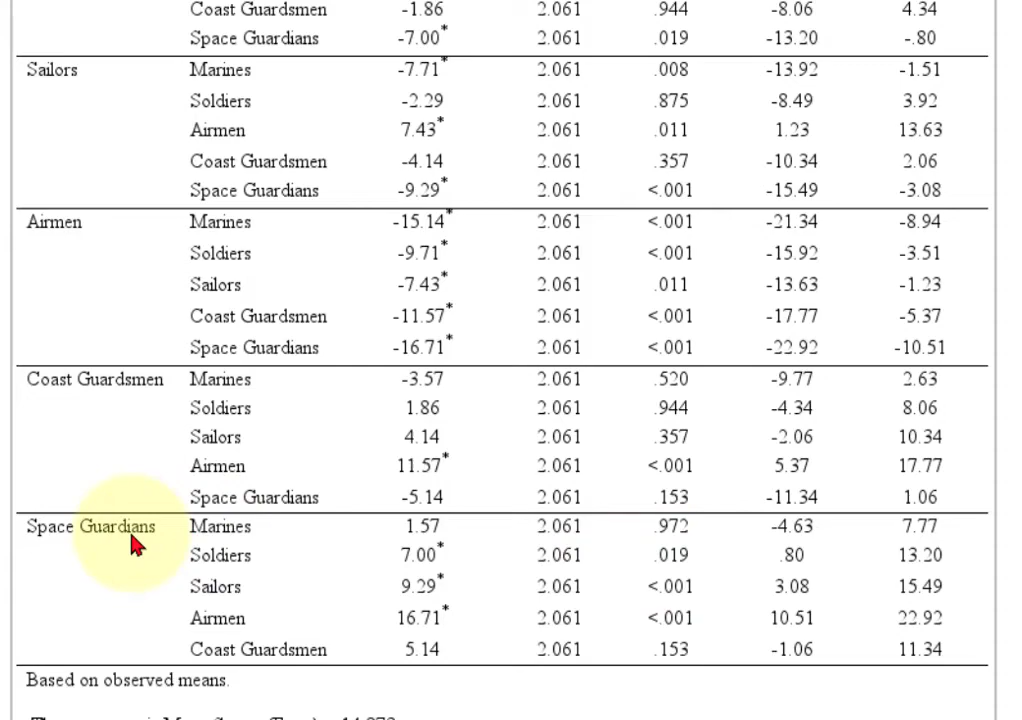 Coast Guardsmen -1.86 2.061 .944 -8.06 4.34
Space Guardians -7.00* 2.061 .019 -13.20 -.80
Sailors Marines -7.71* 2.061 .008 -13.92 -1.51
Soldiers -2.29 2.061 .875 -8.49 3.92
Airmen 7.43* 2.061 .011 1.23 13.63
Coast Guardsmen -4.14 2.061 .357 -10.34 2.06
Space Guardians -9.29* 2.061 <.001 -15.49 -3.08
Airmen Marines -15.14* 2.061 <.001 -21.34 -8.94
Soldiers -9.71* 2.061 <.001 -15.92 -3.51
Sailors -7.43* 2.061 .011 -13.63 -1.23
Coast Guardsmen -11.57* 2.061 <.001 -17.77 -5.37
Space Guardians -16.71* 2.061 <.001 -22.92 -10.51
Coast Guardsmen Marines -3.57 2.061 .520 -9.77 2.63
Soldiers 1.86 2.061 .944 -4.34 8.06
Sailors 4.14 2.061 .357 -2.06 10.34
Airmen 11.57* 2.061 <.001 5.37 17.77
Space Guardians -5.14 2.061 .153 -11.34 1.06
Space Guardians Marines 1.57 2.061 .972 -4.63 7.77
Soldiers 7.00* 2.061 .019 .80 13.20
Sailors 9.29* 2.061 <.001 3.08 15.49
Airmen 16.71* 2.061 <.001 10.51 22.92
Coast Guardsmen 5.14 2.061 .153 -1.06 11.34
Based on observed means.